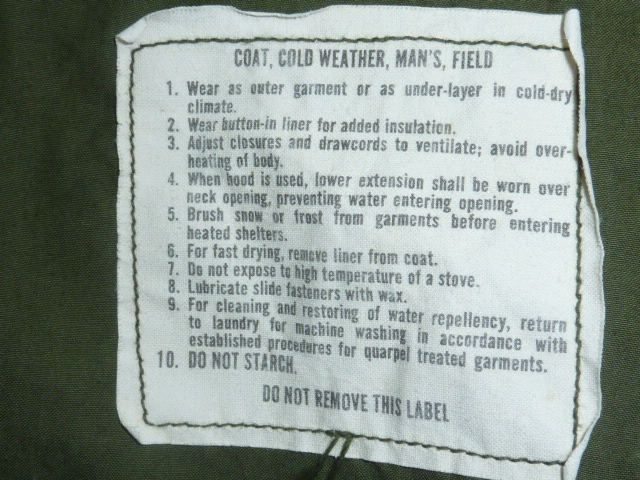 COAT, COLD WEATHER, MAN'S, FIELD
1. Wear as outer garment or as under-layer in cold-dry
climate.
2. Wear button-in liner for added insulation.
3. Adjust closures and drawcords to ventilate; avoid over-
heating of body.
4. When hood is used, lower extension shall be worn over
neck opening, preventing water entering opening.
5. Brush snow or frost from garments before entering
heated shelters.
6. For fast drying, remove liner from coat.
7. Do not expose to high temperature of a stove.
8. Lubricate slide fasteners with wax.
9. For cleaning and restoring of water repellency, return
to laundry for machine washing in accordance with
established procedures for quarpel treated garments.
10. DO NOT STARCH.
DO NOT REMOVE THIS LABEL